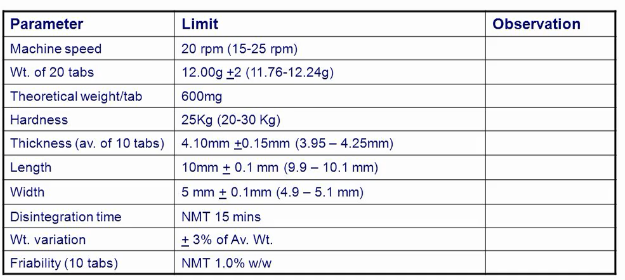 Parameter Limit Observation
Machine speed 20 rpm (15-25 rpm)
Wt. of 20 tabs 12.00g ±2 (11.76-12.24g)
Theoretical weight/tab 600mg
Hardness 25Kg (20-30 Kg)
Thickness (av. of 10 tabs) 4.10mm ±0.15mm (3.95 – 4.25mm)
Length 10mm ± 0.1 mm (9.9 – 10.1 mm)
Width 5 mm ± 0.1mm (4.9 – 5.1 mm)
Disintegration time NMT 15 mins
Wt. variation ± 3% of Av. Wt.
Friability (10 tabs) NMT 1.0% w/w